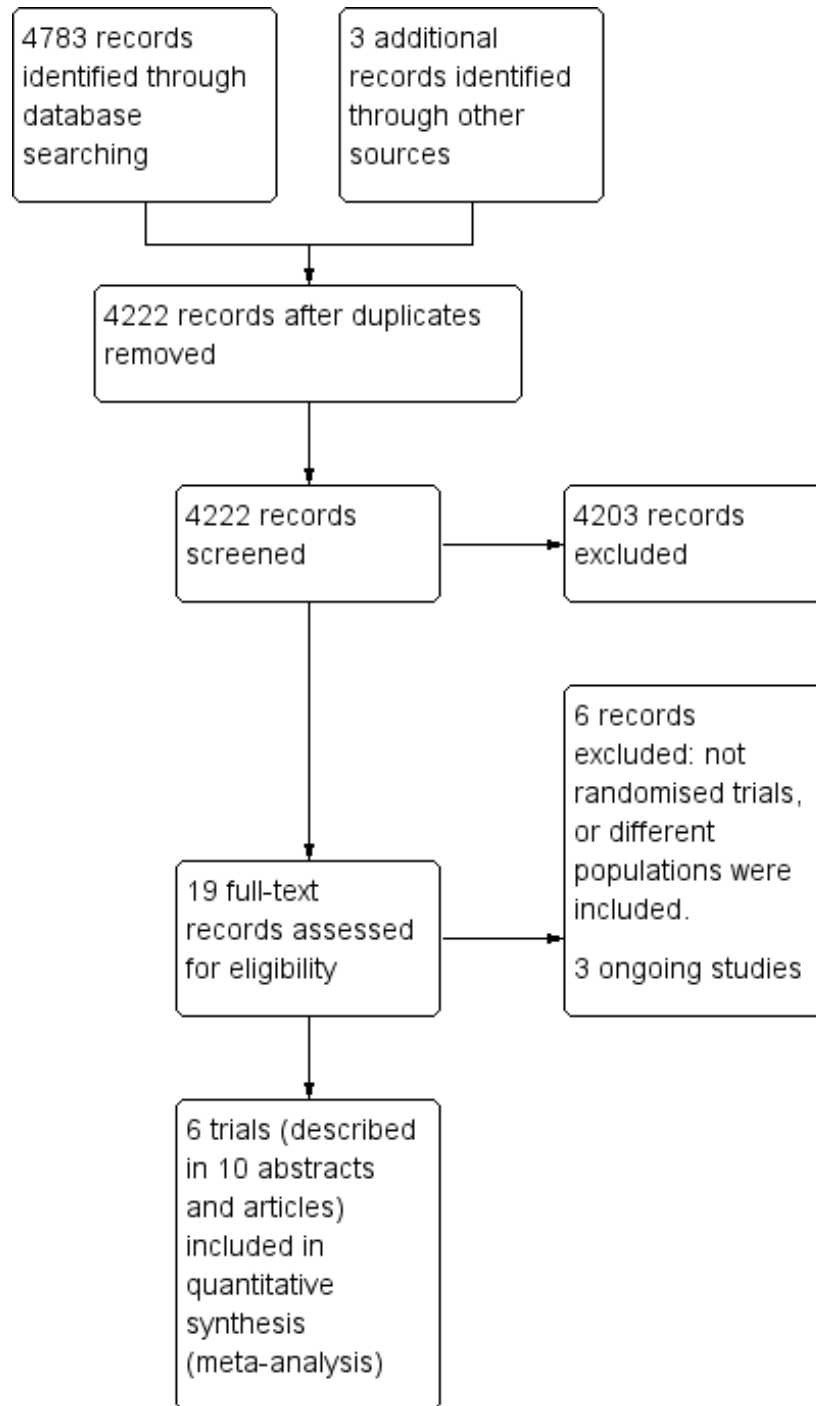 4783 records
identified through
database
searching
3 additional
records identified
through other
sources
4222 records after duplicates
removed
4222 records
screened
4203 records
excluded
6 records
excluded: not
randomised trials,
or different
populations were
included.
3 ongoing studies
19 full-text
records assessed
for eligibility
6 trials (described
in 10 abstracts
and articles)
included in
quantitative
synthesis
(meta-analysis)